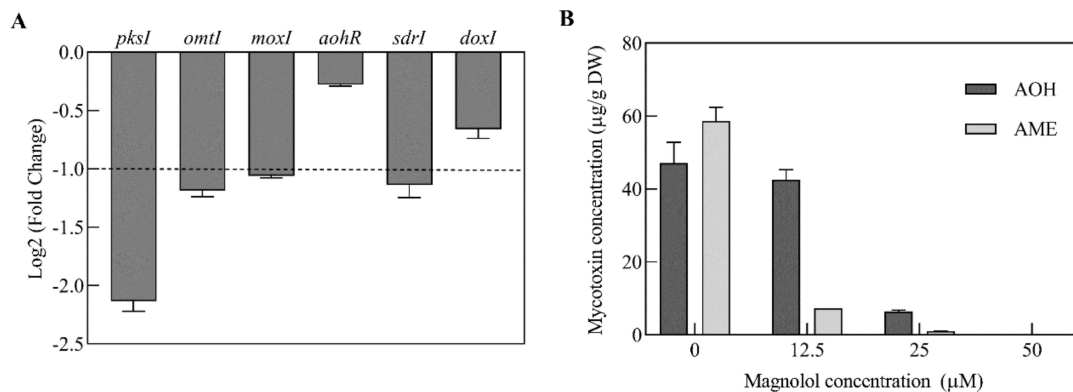 A
pksI omtI moxI aohR sdrI doxI
0.0
-0.5
-1.0
-1.5
-2.0
-2.5
Log2 (Fold Change)
B
80
60
40
20
0
Mycotoxin concentration (µg/g DW)
AOH
AME
0 12.5 25 50
Magnolol concentration (µM)